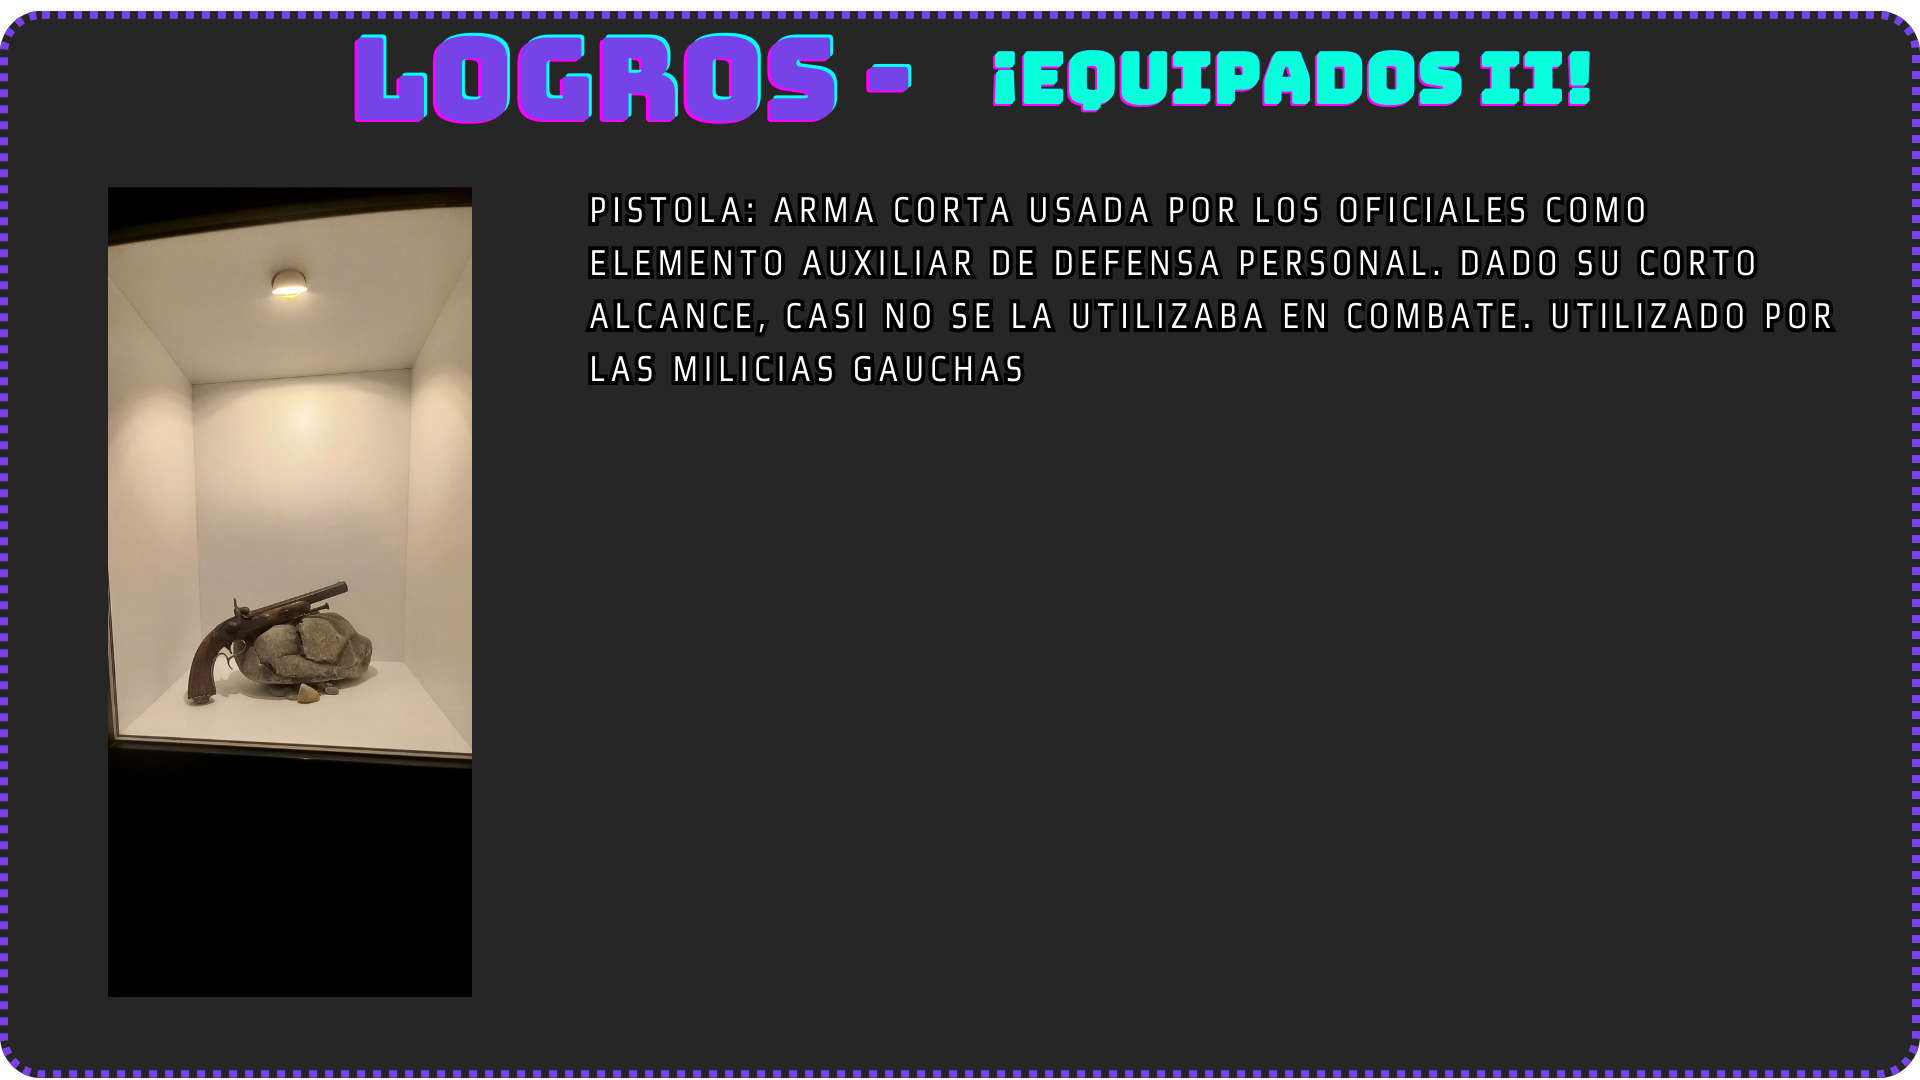 LOGROS - ¡EQUIPADOS II!
PISTOLA: ARMA CORTA USADA POR LOS OFICIALES COMO
ELEMENTO AUXILIAR DE DEFENSA PERSONAL. DADO SU CORTO
ALCANCE, CASI NO SE LA UTILIZABA EN COMBATE. UTILIZADO POR
LAS MILICIAS GAUCHAS